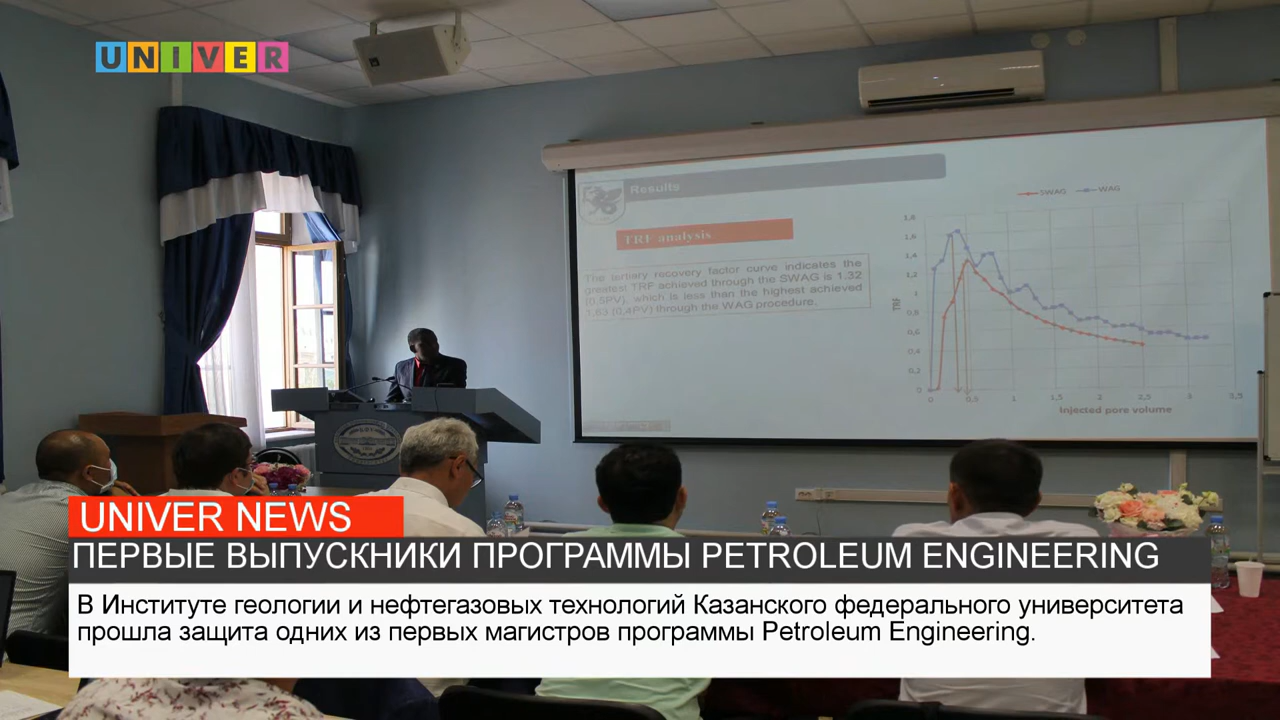 UNIVER
Results
TRF analysis
The tertiary recovery factor curve indicates the
greatest TRF achieved through the SWAG is 1.32
(0.5PV), which is less than the highest achieved
1,63 (0,4PV) through the WAG procedure.
SWAG WAG
1,8
1,6
1,4
1,2
1
0,8
0,6
0,4
0,2
0
TRF
0 0,5 1 1,5 2 2,5 3 3,5
Injected pore volume
UNIVER NEWS
ПЕРВЫЕ ВЫПУСКНИКИ ПРОГРАММЫ PETROLEUM ENGINEERING
В Институте геологии и нефтегазовых технологий Казанского федерального университета
прошла защита одних из первых магистров программы Petroleum Engineering.